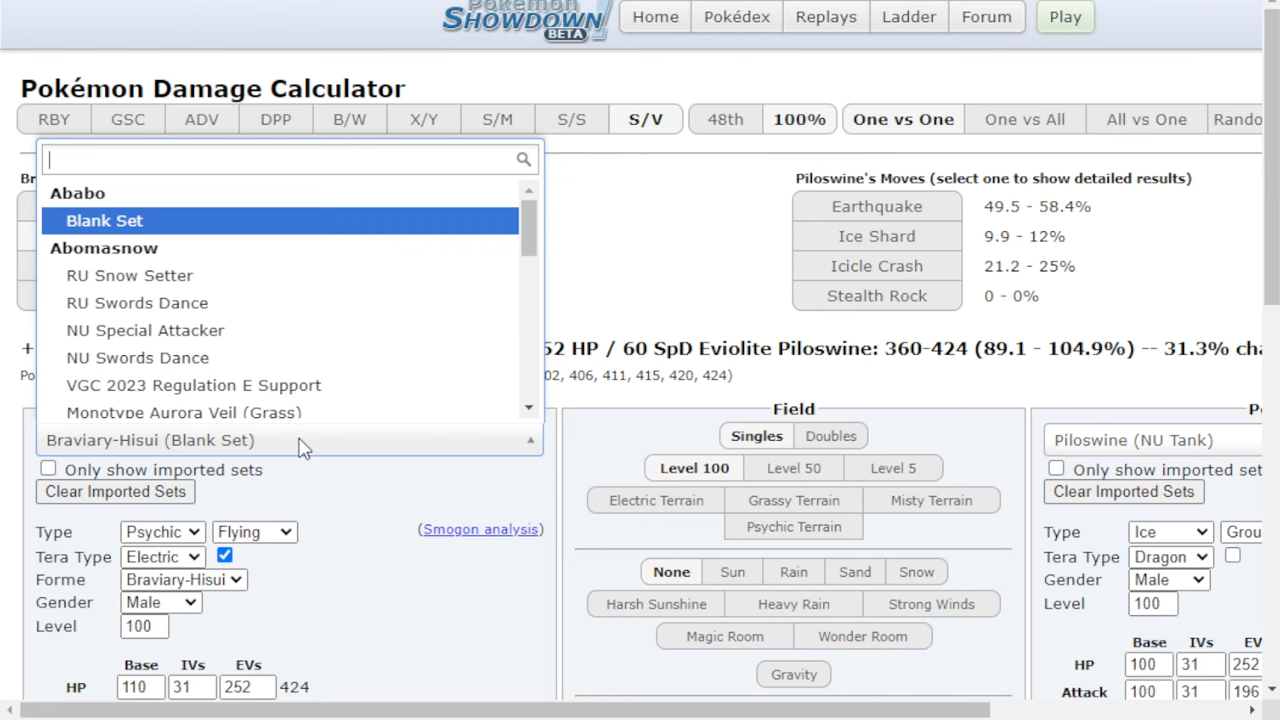 Pokémon
SHOWDOWN!
BETA
Home Pokédex Replays Ladder Forum Play
Pokémon Damage Calculator
RBY GSC ADV DPP B/W X/Y S/M S/S S/V 48th 100% One vs One One vs All All vs One Rando
Br
Piloswine's Moves (select one to show detailed results)
Ababo
Blank Set
Abomasnow
RU Snow Setter
RU Swords Dance
NU Special Attacker
NU Swords Dance
VGC 2023 Regulation E Support
Monotype Aurora Veil (Grass)
Earthquake 49.5 - 58.4%
Ice Shard 9.9 - 12%
Icicle Crash 21.2 - 25%
Stealth Rock 0 - 0%
+ 52 HP / 60 SpD Eviolite Piloswine: 360-424 (89.1 - 104.9%) -- 31.3% cha
Po 02, 406, 411, 415, 420, 424)
Braviary-Hisui (Blank Set)
Only show imported sets
Clear Imported Sets
Type Psychic Flying (Smogon analysis)
Tera Type Electric
Forme Braviary-Hisui
Gender Male
Level 100
Base IVs EVs
HP 110 31 252 424
Field
Singles Doubles
Level 100 Level 50 Level 5
Electric Terrain Grassy Terrain Misty Terrain
Psychic Terrain
None Sun Rain Sand Snow
Harsh Sunshine Heavy Rain Strong Winds
Magic Room Wonder Room
Gravity
P
Piloswine (NU Tank)
Only show imported set
Clear Imported Sets
Type Ice Grou
Tera Type Dragon
Gender Male
Level 100
Base IVs EV
HP 100 31 252
Attack 100 31 196